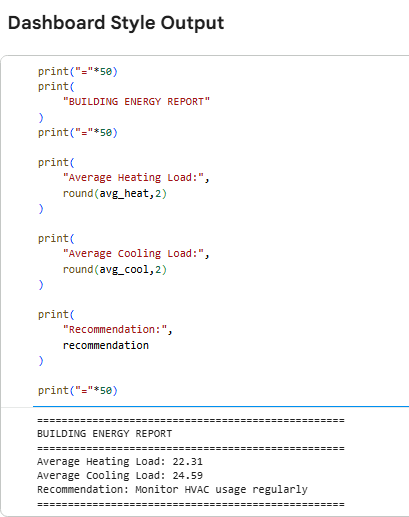 Dashboard Style Output
print("="*50)
print(
    "BUILDING ENERGY REPORT"
)
print("="*50)
print(
    "Average Heating Load:",
    round(avg_heat,2)
)
print(
    "Average Cooling Load:",
    round(avg_cool,2)
)
print(
    "Recommendation:",
    recommendation
)
print("="*50)
==================================================
BUILDING ENERGY REPORT
==================================================
Average Heating Load: 22.31
Average Cooling Load: 24.59
Recommendation: Monitor HVAC usage regularly
==================================================